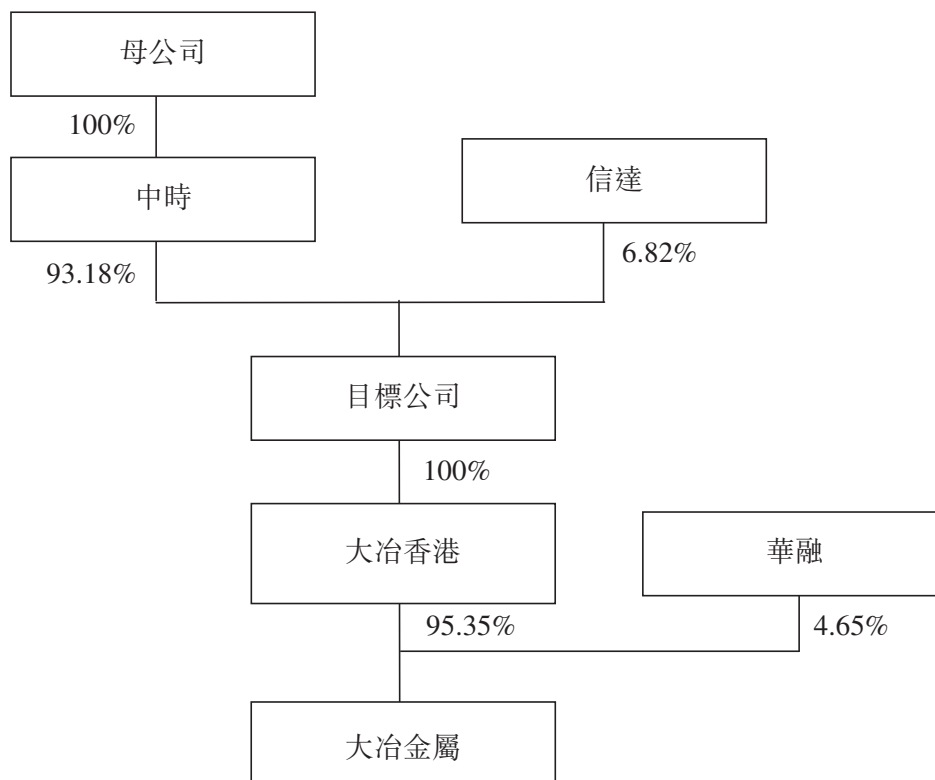 母公司
100%
中時
信達
93.18%
6.82%
目標公司
100%
大冶香港
華融
95.35%
4.65%
大冶金屬